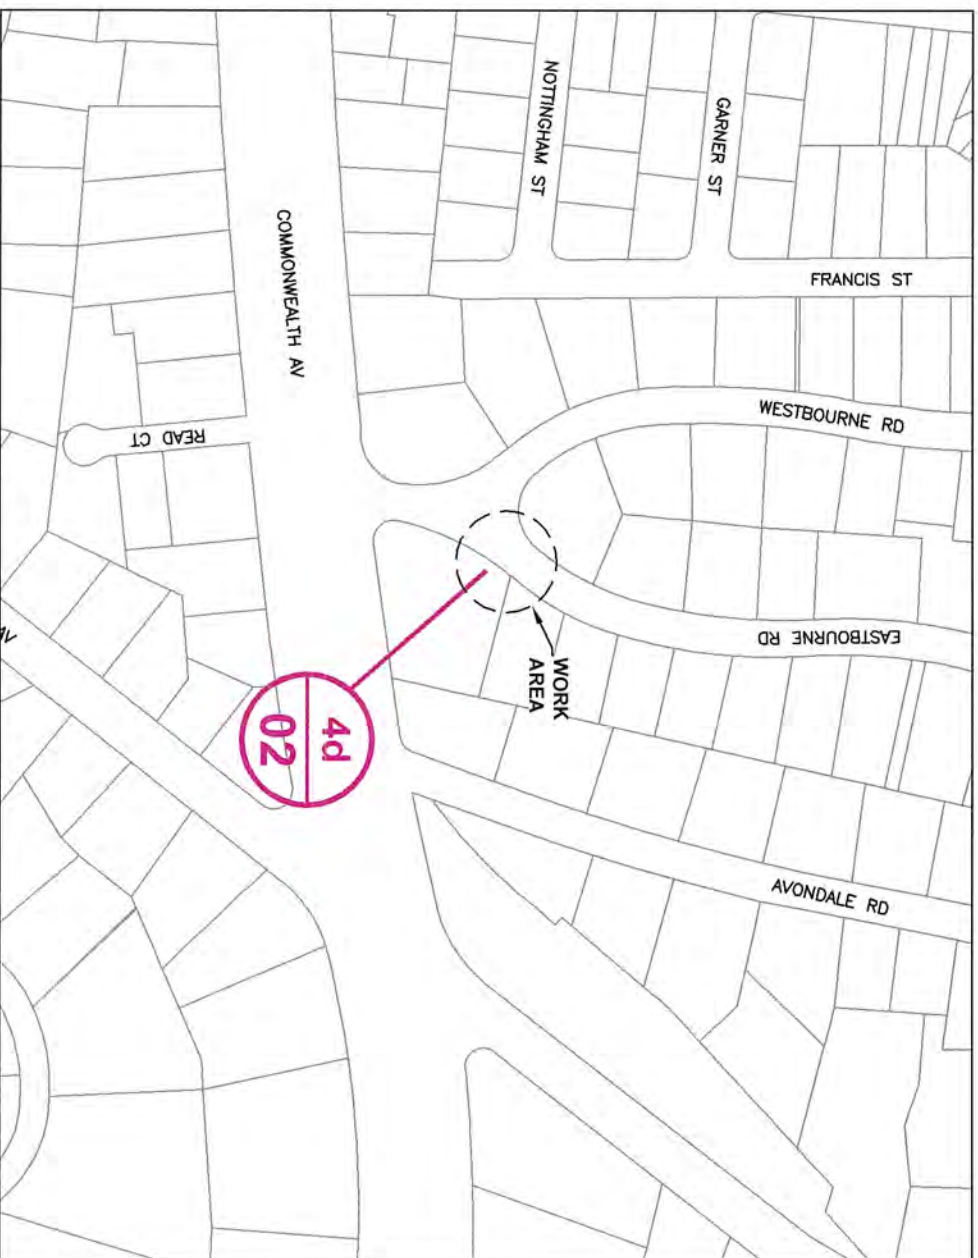 NOTTINGHAM ST
GARNER ST
FRANCIS ST
COMMONWEALTH AV
WESTBOURNE RD
READ CT
EASTBOURNE RD
WORK
AREA
4d
02
AVONDALE RD
AV